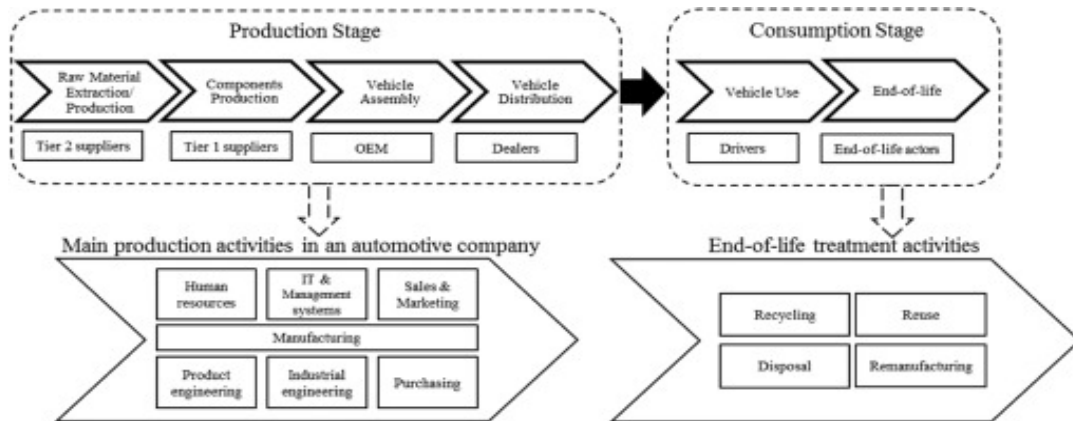 Production Stage
Consumption Stage
Raw Material
Extraction/
Production
Components
Production
Vehicle
Assembly
Vehicle
Distribution
Vehicle Use
End-of-life
Tier 2 suppliers
Tier 1 suppliers
OEM
Dealers
Drivers
End-of-life actors
Main production activities in an automotive company
Human
resources
IT &
Management
systems
Sales &
Marketing
Manufacturing
Product
engineering
Industrial
engineering
Purchasing
End-of-life treatment activities
Recycling
Reuse
Disposal
Remanufacturing